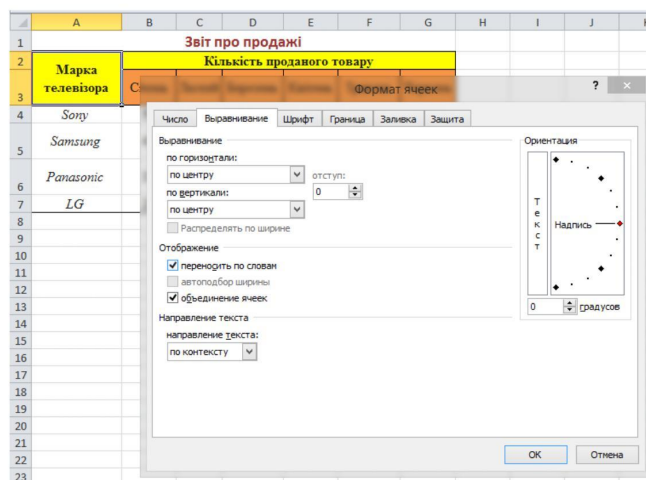 A B C D E F G H I J
1 Звіт про продажі
2 Марка телевізора Кількість проданого товару
3
Формат ячеек ?
4 Sony
Число Выравнивание Шрифт Граница Заливка Защита
5 Samsung
6 Panasonic
7 LG
8
9
10
11
12
13
14
15
16
17
18
19
20
21
22
23
Выравнивание
по горизонтали:
по центру
отступ:
0
по вертикали:
по центру
Распределять по ширине
Отображение
переносить по словам
автоподбор ширины
объединение ячеек
Направление текста
направление текста:
по контексту
Ориентация
Текст
Надпись
0 градусов
ОК Отмена